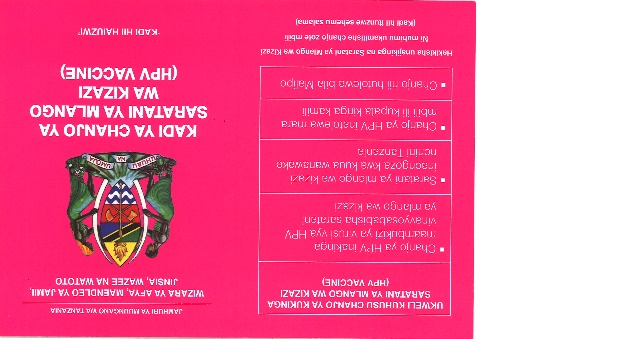 UKWELI KUHUSU CHANJO YA KUKINGA
SARATANI YA MLANGO WA KIZAZI
(HPV VACCINE)
▪ Chanjo ya HPV inakinga
maambukizi ya virusi vya HPV
vinavyosababisha saratani
ya mlango wa kizazi
▪ Saratani ya mlango wa kizazi
inaongoza kwa kuua wanawake
nchini Tanzania
▪ Chanjo ya HPV inatolewa mara
mbili ili kupata kinga kamili
▪ Chanjo hii hutolewa bila Malipo
Hakikisha unajikinga na Saratani ya Mlango wa Kizazi
Ni muhimu ukamilishe chanjo zote mbili
(Kadi hii itunzwe sehemu salama)
JAMHURI YA MUUNGANO WA TANZANIA
WIZARA YA AFYA, MAENDLEO YA JAMII,
JINSIA, WAZEE NA WATOTO
UHURU NA UMOJA
KADI YA CHANJO YA
SARATANI YA MLANGO
WA KIZAZI
(HPV VACCINE)
'KADI HII HAIUZWI'